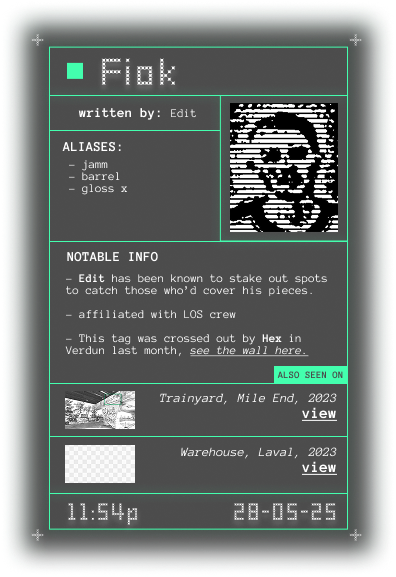 Fiok
written by: Edit
ALIASES:
- jamm
- barrel
- gloss x
NOTABLE INFO
- Edit has been known to stake out spots
to catch those who'd cover his pieces.
- affiliated with LOS crew
- This tag was crossed out by Hex in
Verdun last month, see the wall here.
ALSO SEEN ON
Trainyard, Mile End, 2023
view
Warehouse, Laval, 2023
view
11:54p
28-05-25